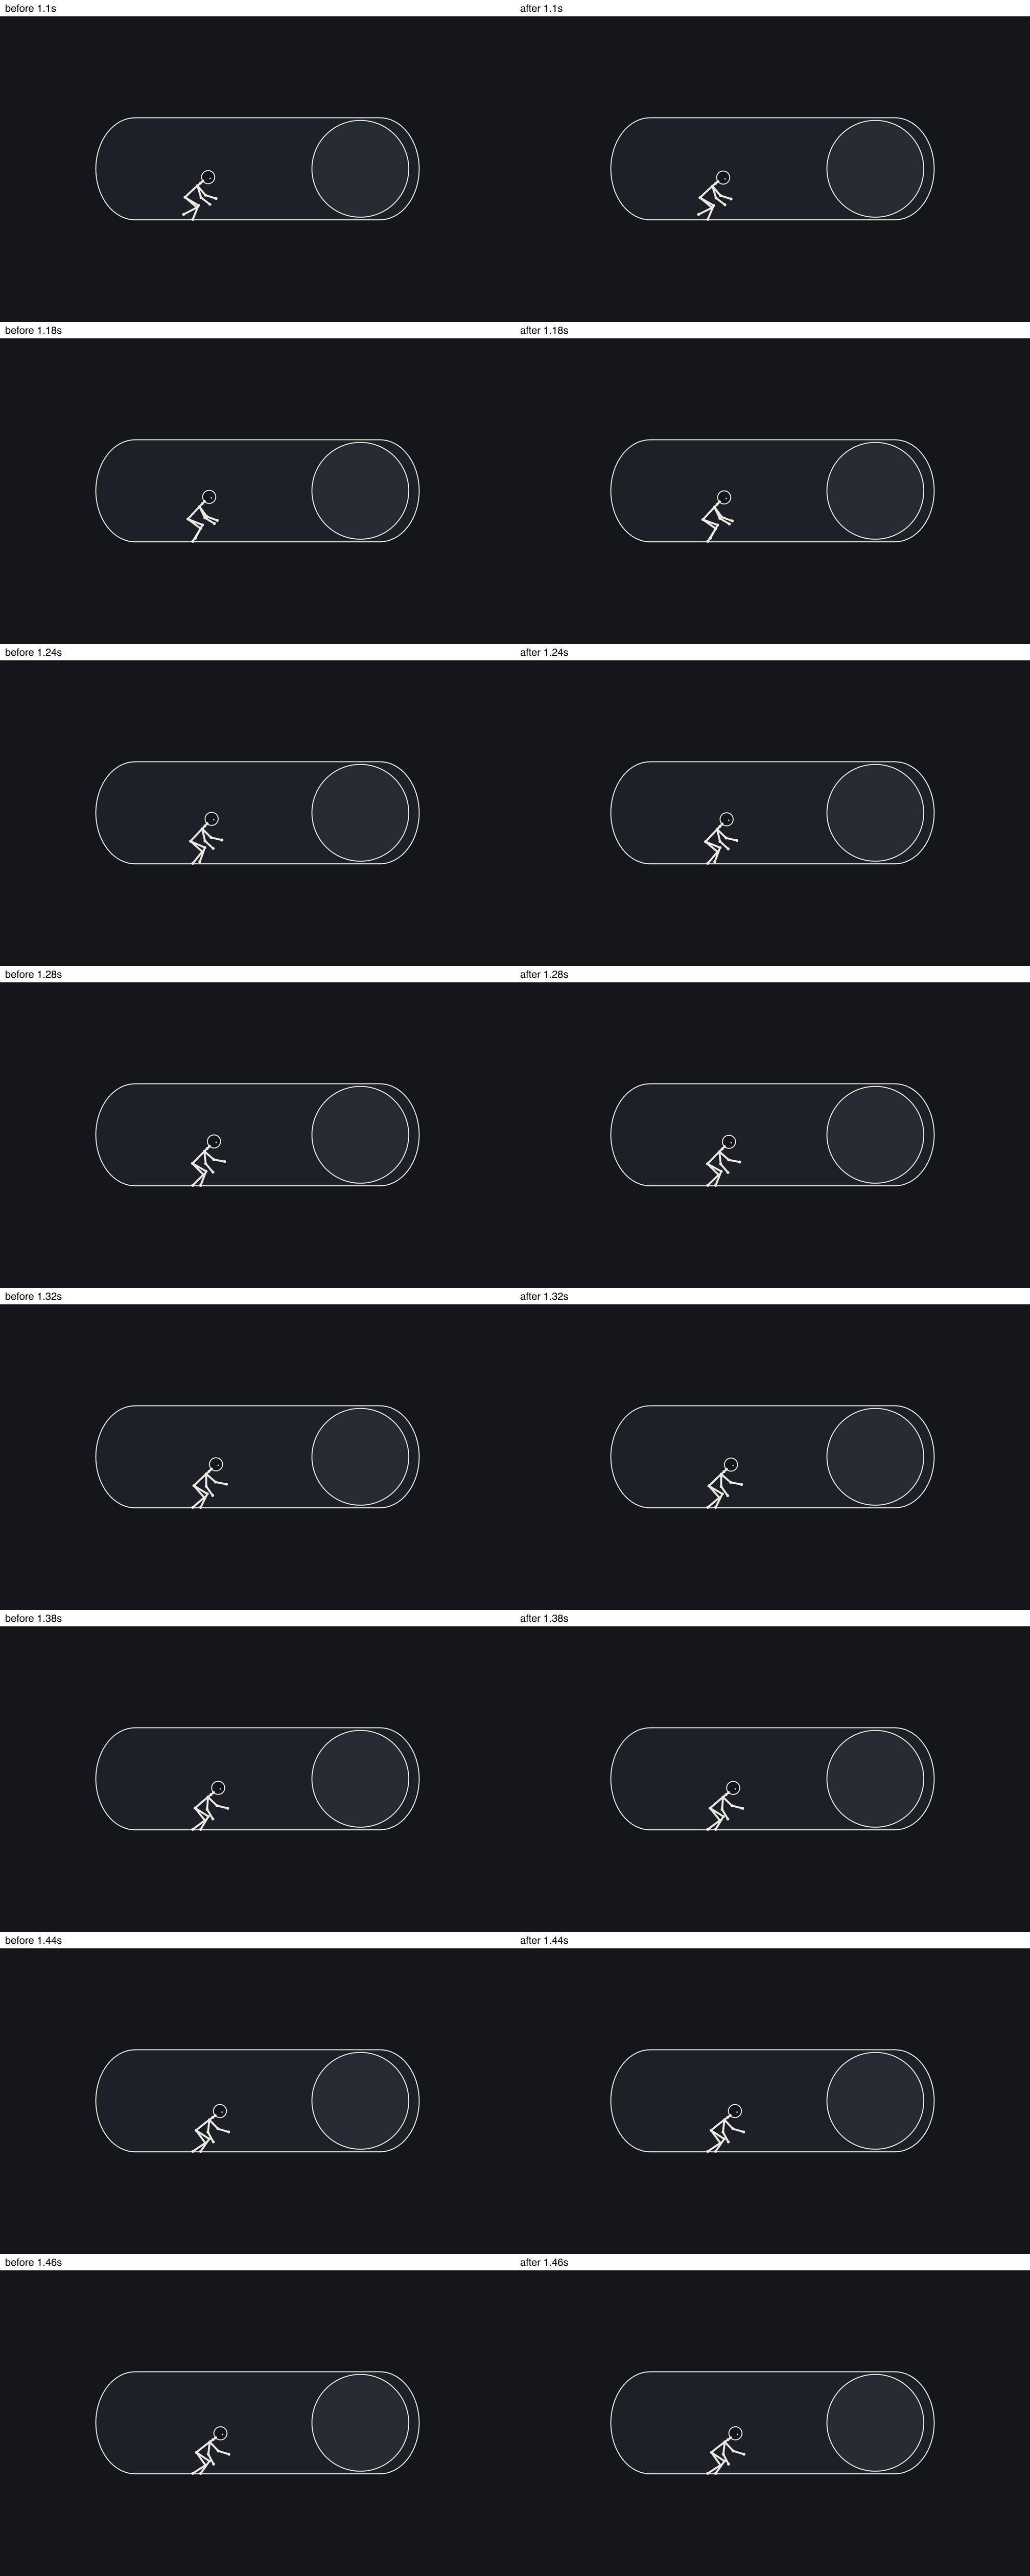 before 1.1s after 1.1s
before 1.18s after 1.18s
before 1.24s after 1.24s
before 1.28s after 1.28s
before 1.32s after 1.32s
before 1.38s after 1.38s
before 1.44s after 1.44s
before 1.46s after 1.46s